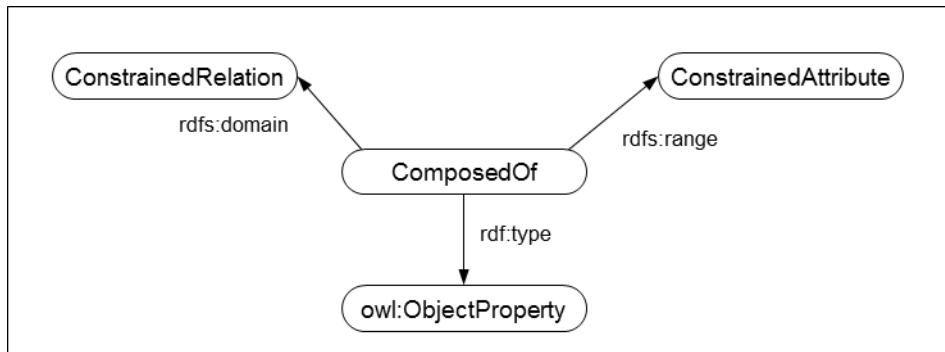 ConstrainedRelation
ConstrainedAttribute
rdfs:domain
rdfs:range
ComposedOf
rdf:type
owl:ObjectProperty